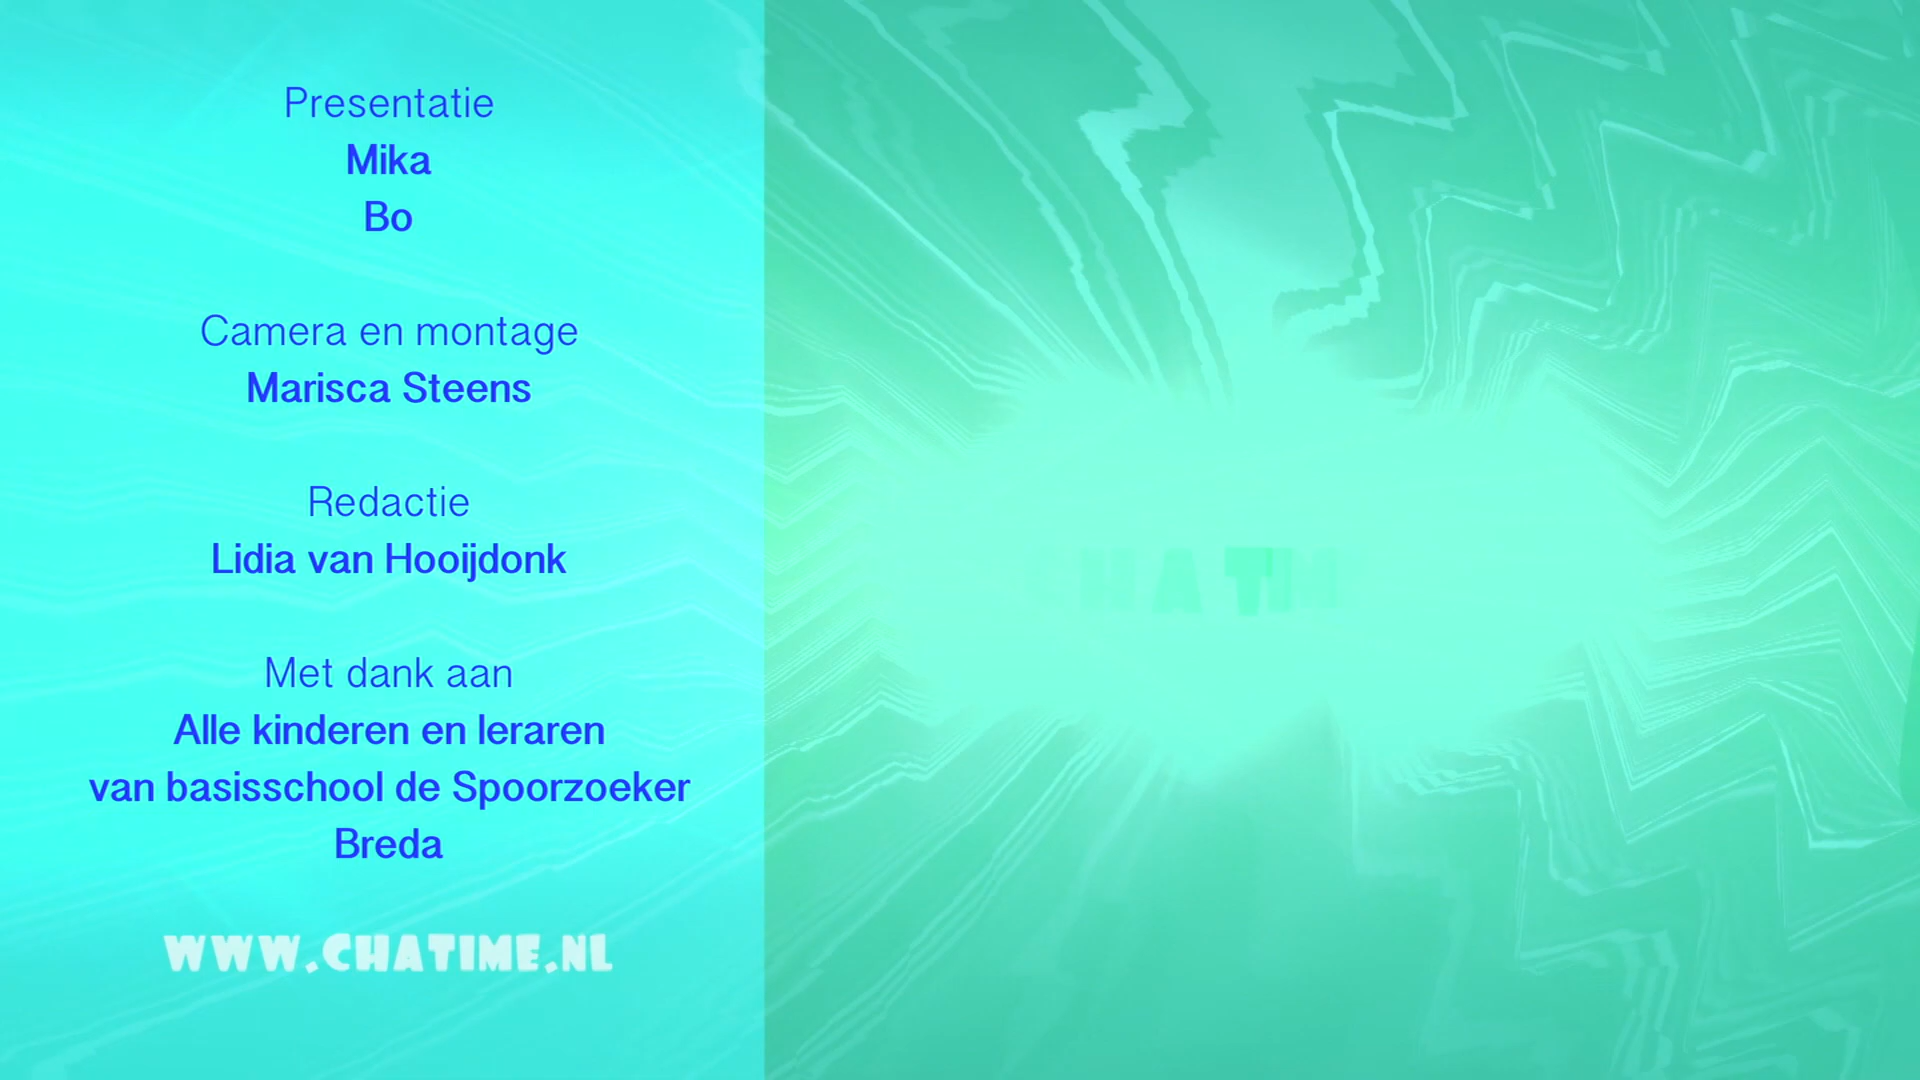 Presentatie
Mika
Bo
Camera en montage
Marisca Steens
Redactie
Lidia van Hooijdonk
Met dank aan
Alle kinderen en leraren
van basisschool de Spoorzoeker
Breda
WWW.CHATIME.NL